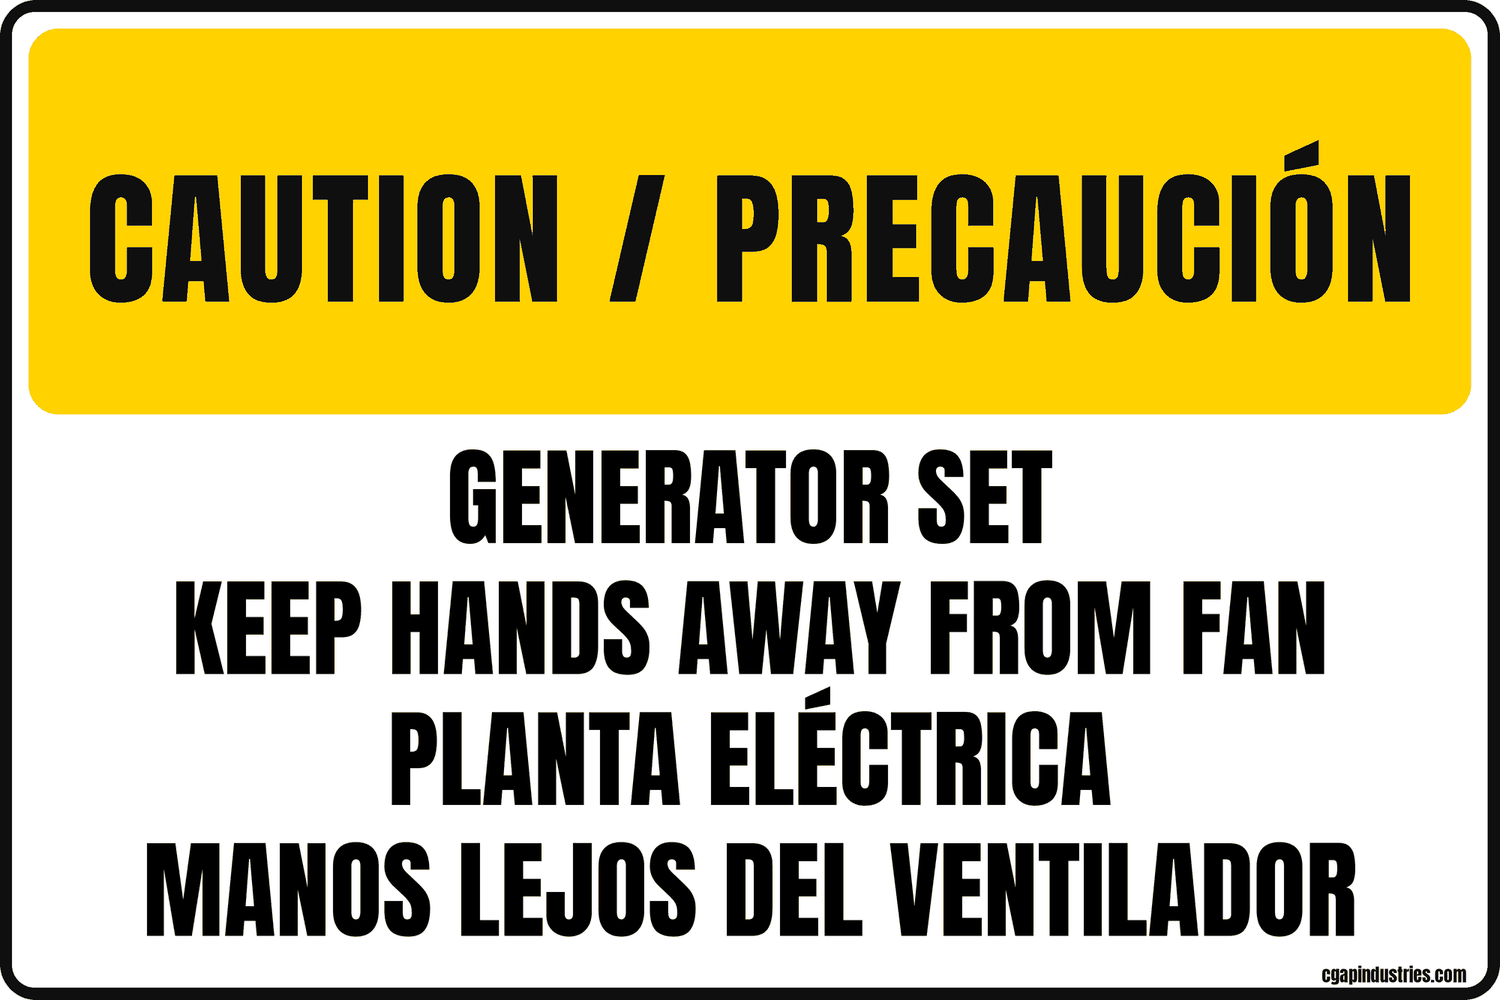 CAUTION / PRECAUCIÓN
GENERATOR SET
KEEP HANDS AWAY FROM FAN
PLANTA ELÉCTRICA
MANOS LEJOS DEL VENTILADOR
cgapindustries.com